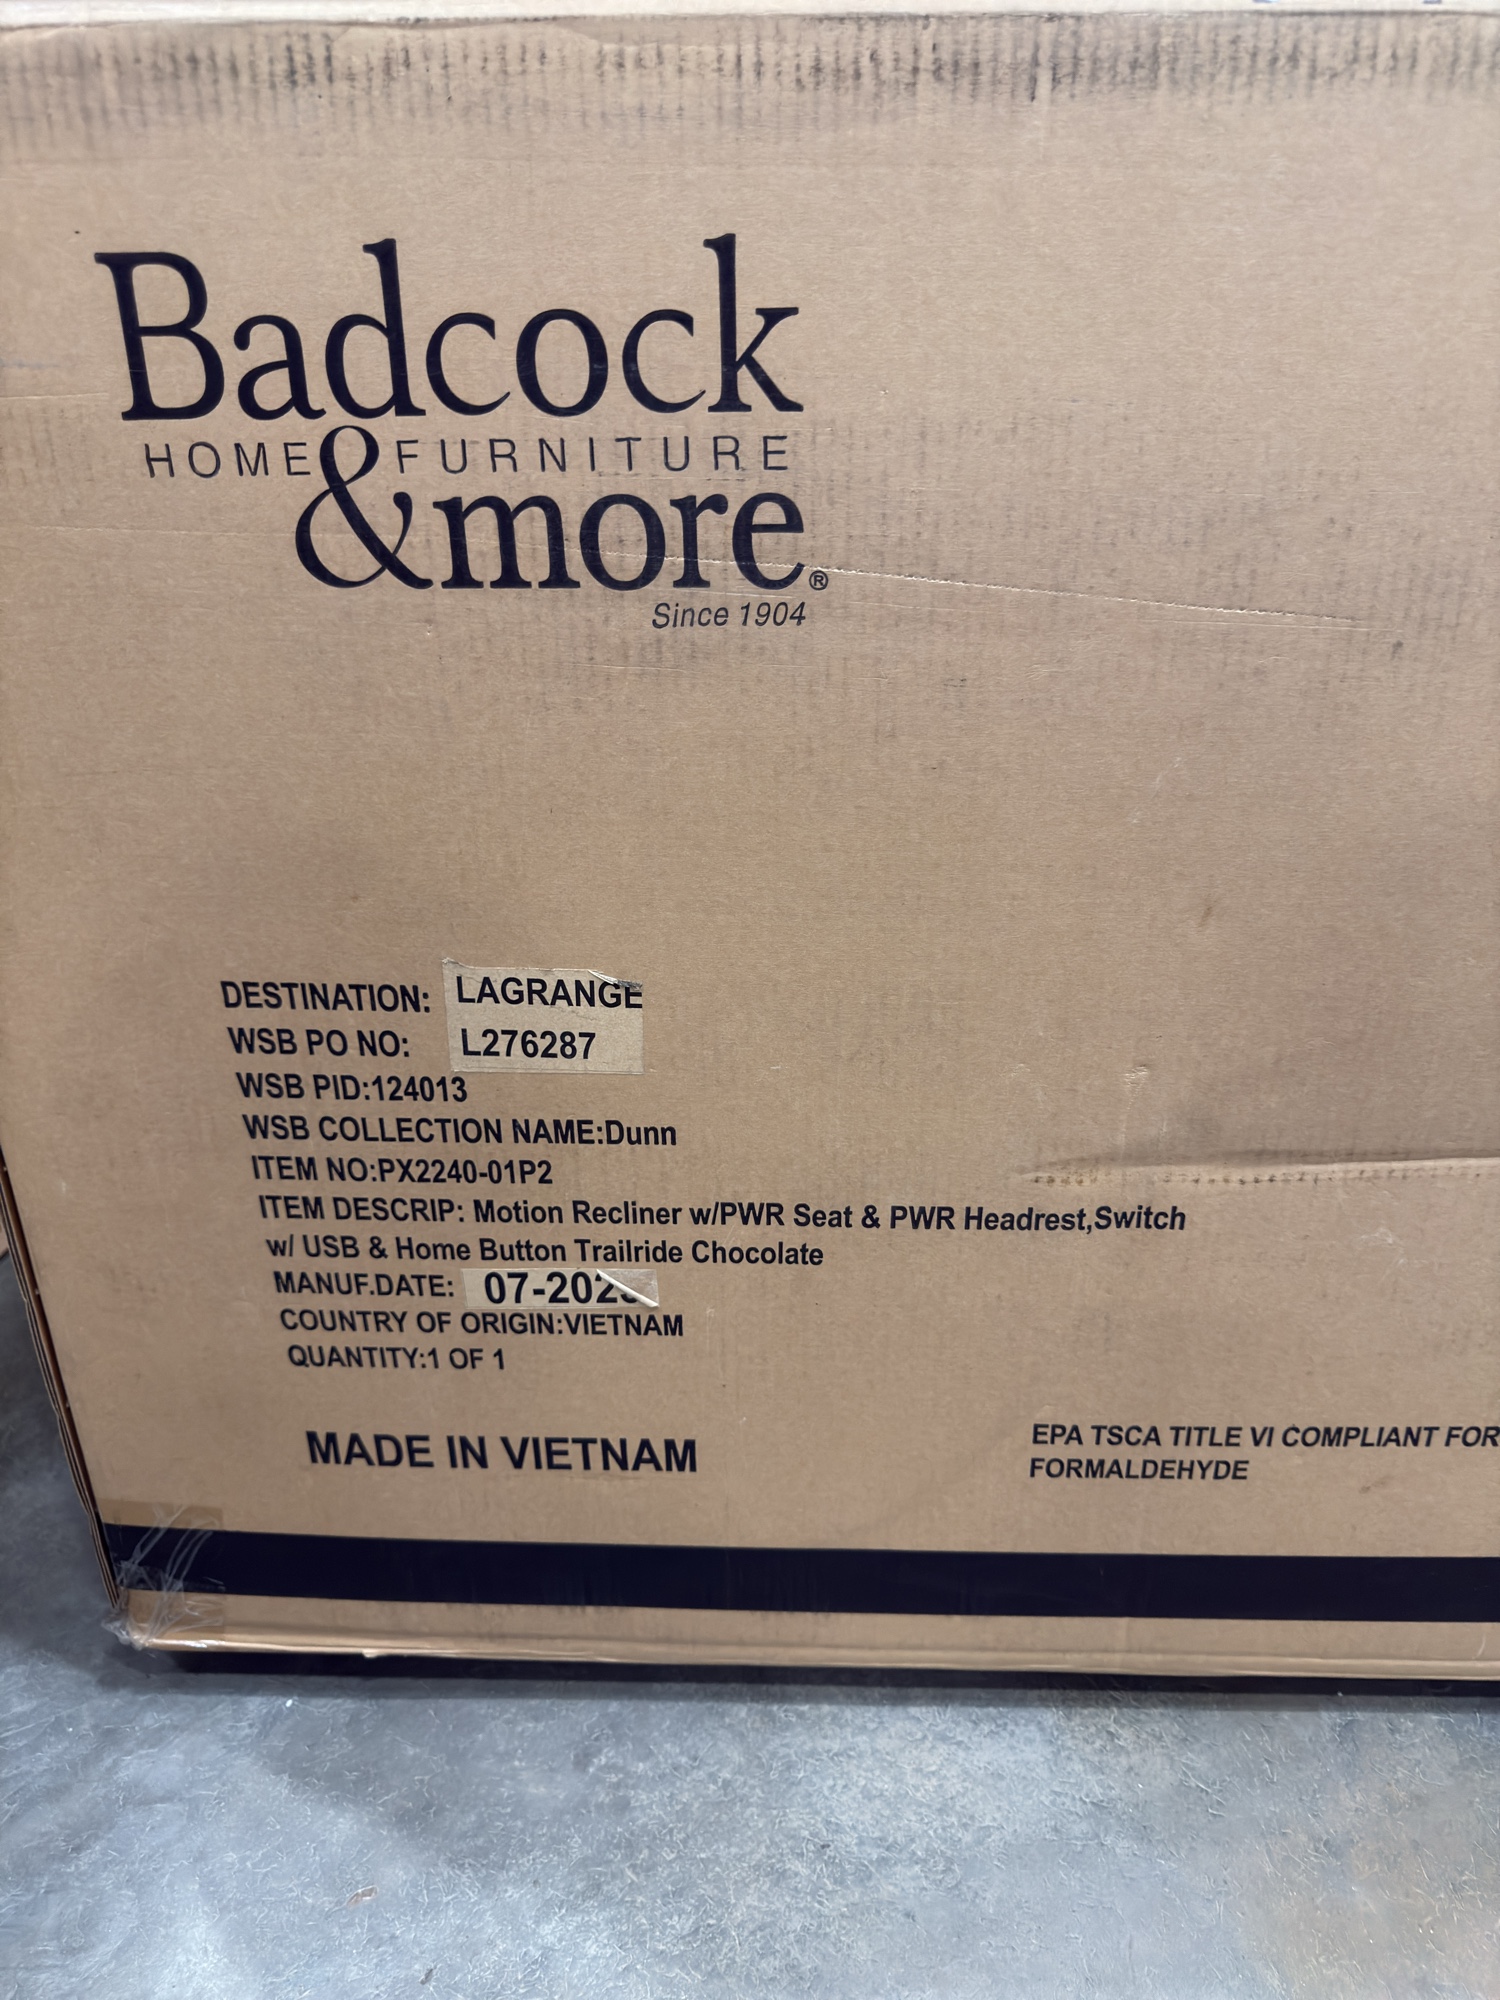 Badcock
HOME FURNITURE
&more®
Since 1904
DESTINATION: LAGRANGE
WSB PO NO: L276287
WSB PID:124013
WSB COLLECTION NAME:Dunn
ITEM NO:PX2240-01P2
ITEM DESCRIP: Motion Recliner w/PWR Seat & PWR Headrest,Switch
w/ USB & Home Button Trailride Chocolate
MANUF.DATE:
COUNTRY OF ORIGIN:VIETNAM
QUANTITY:1 OF 1
MADE IN VIETNAM
EPA TSCA TITLE VI COMPLIANT FOR
FORMALDEHYDE